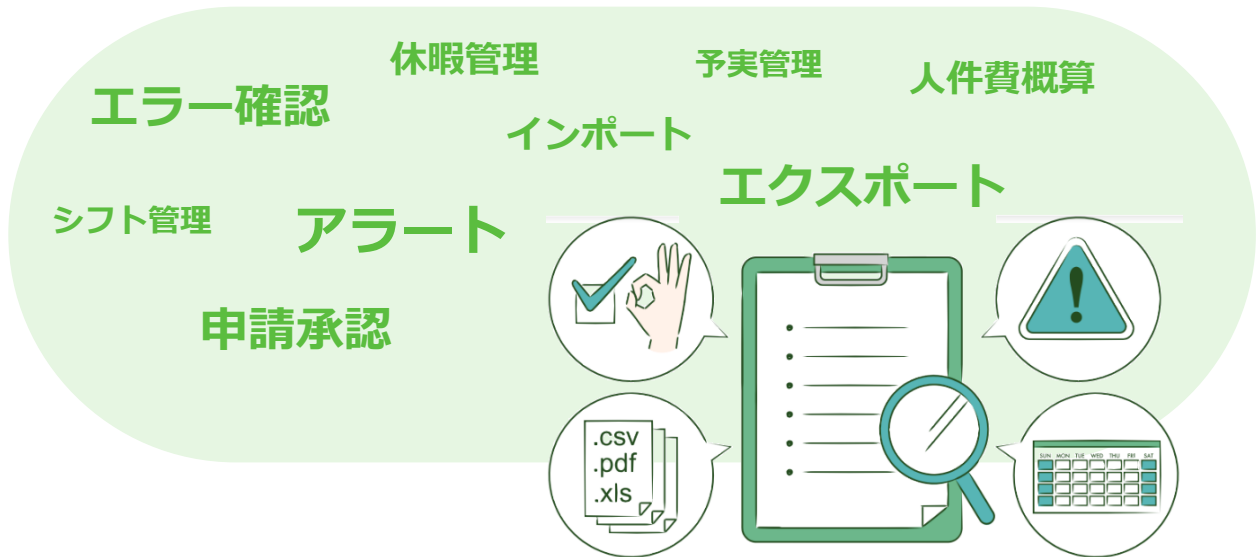 休暇管理
予実管理
人件費概算
エラー確認
インポート
エクスポート
シフト管理
アラート
申請承認
.csv
.pdf
.xls
SUN MON TUE WED THU FRI SAT